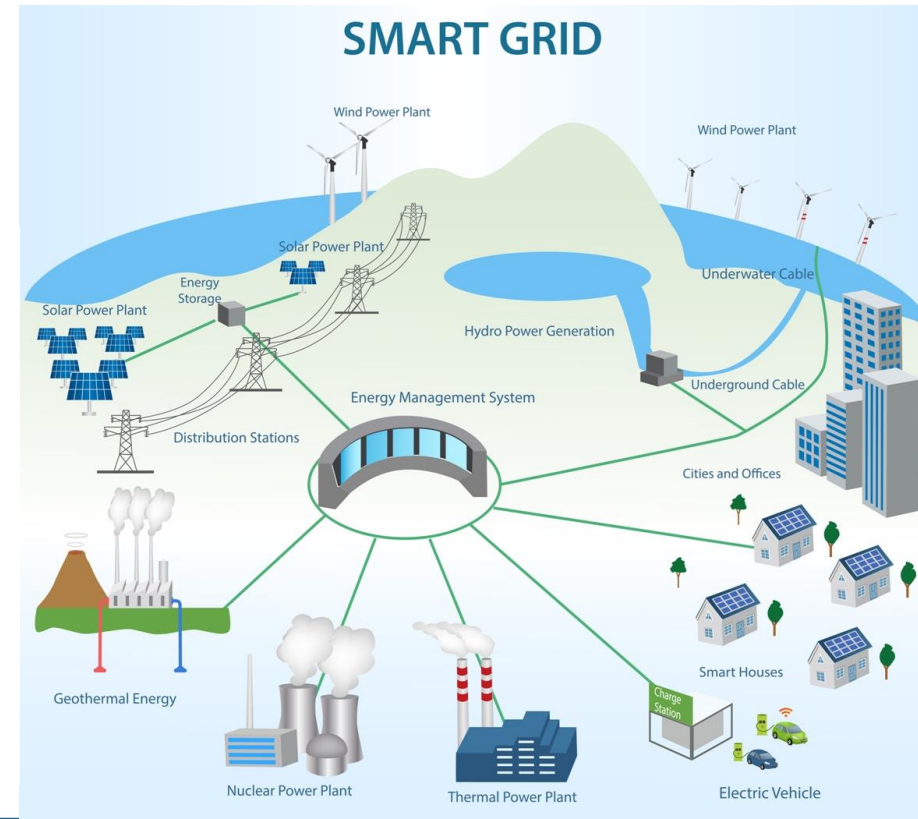 SMART GRID
Wind Power Plant
Wind Power Plant
Solar Power Plant
Underwater Cable
Energy
Storage
Solar Power Plant
Hydro Power Generation
Underground Cable
Energy Management System
Distribution Stations
Cities and Offices
Smart Houses
Geothermal Energy
Charge
Station
Nuclear Power Plant
Thermal Power Plant
Electric Vehicle